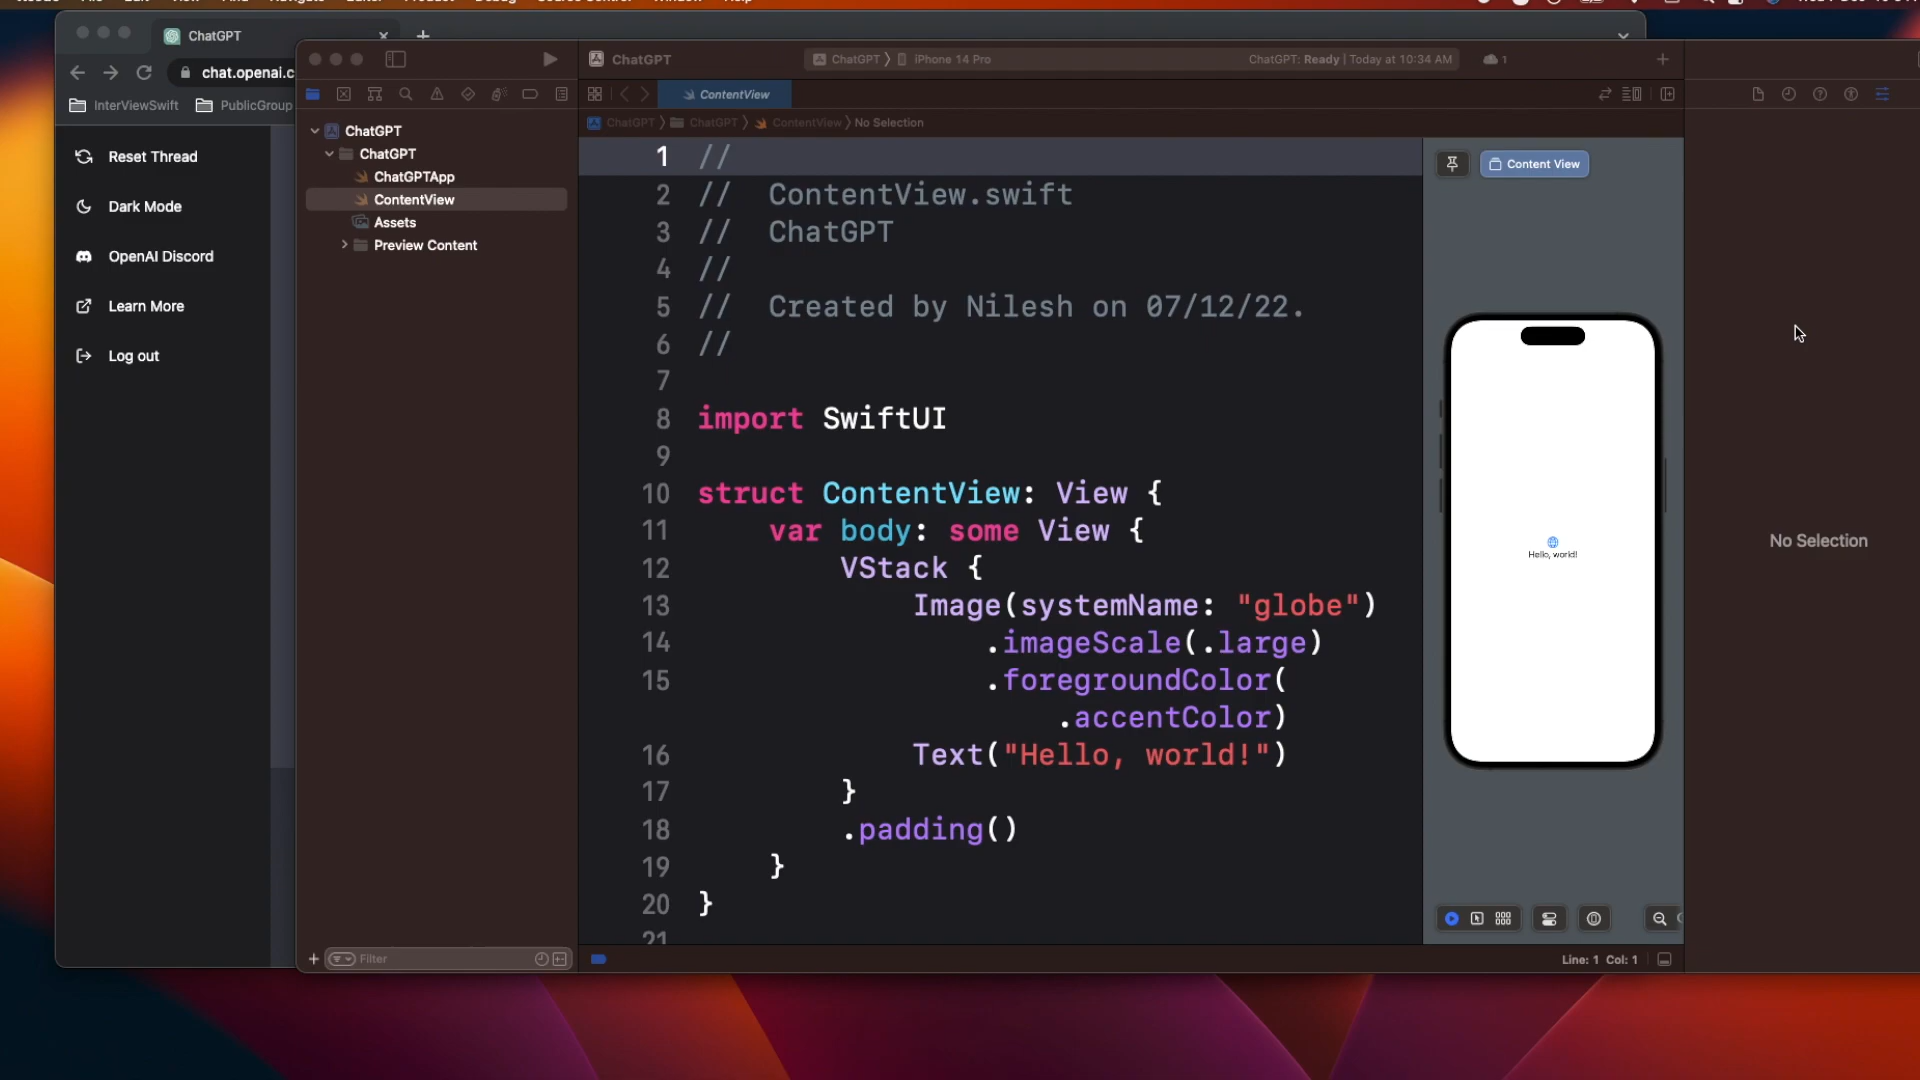 ChatGPT
chat.openai.c
InterViewSwift
PublicGroup
Reset Thread
Dark Mode
OpenAI Discord
Learn More
Log out
ChatGPT
ChatGPT
ChatGPTApp
ContentView
Assets
Preview Content
Filter
ChatGPT
ChatGPT
iPhone 14 Pro
ChatGPT: Ready | Today at 10:34 AM
1
ContentView
ChatGPT
ChatGPT
ContentView
No Selection
1 //
2 //  ContentView.swift
3 //  ChatGPT
4 //
5 //  Created by Nilesh on 07/12/22.
6 //
7
8 import SwiftUI
9
10 struct ContentView: View {
11     var body: some View {
12         VStack {
13             Image(systemName: "globe")
14                 .imageScale(.large)
15                 .foregroundColor(
.accentColor)
16             Text("Hello, world!")
17         }
18         .padding()
19     }
20 }
21
Content View
Hello, world!
Line: 1  Col: 1
No Selection